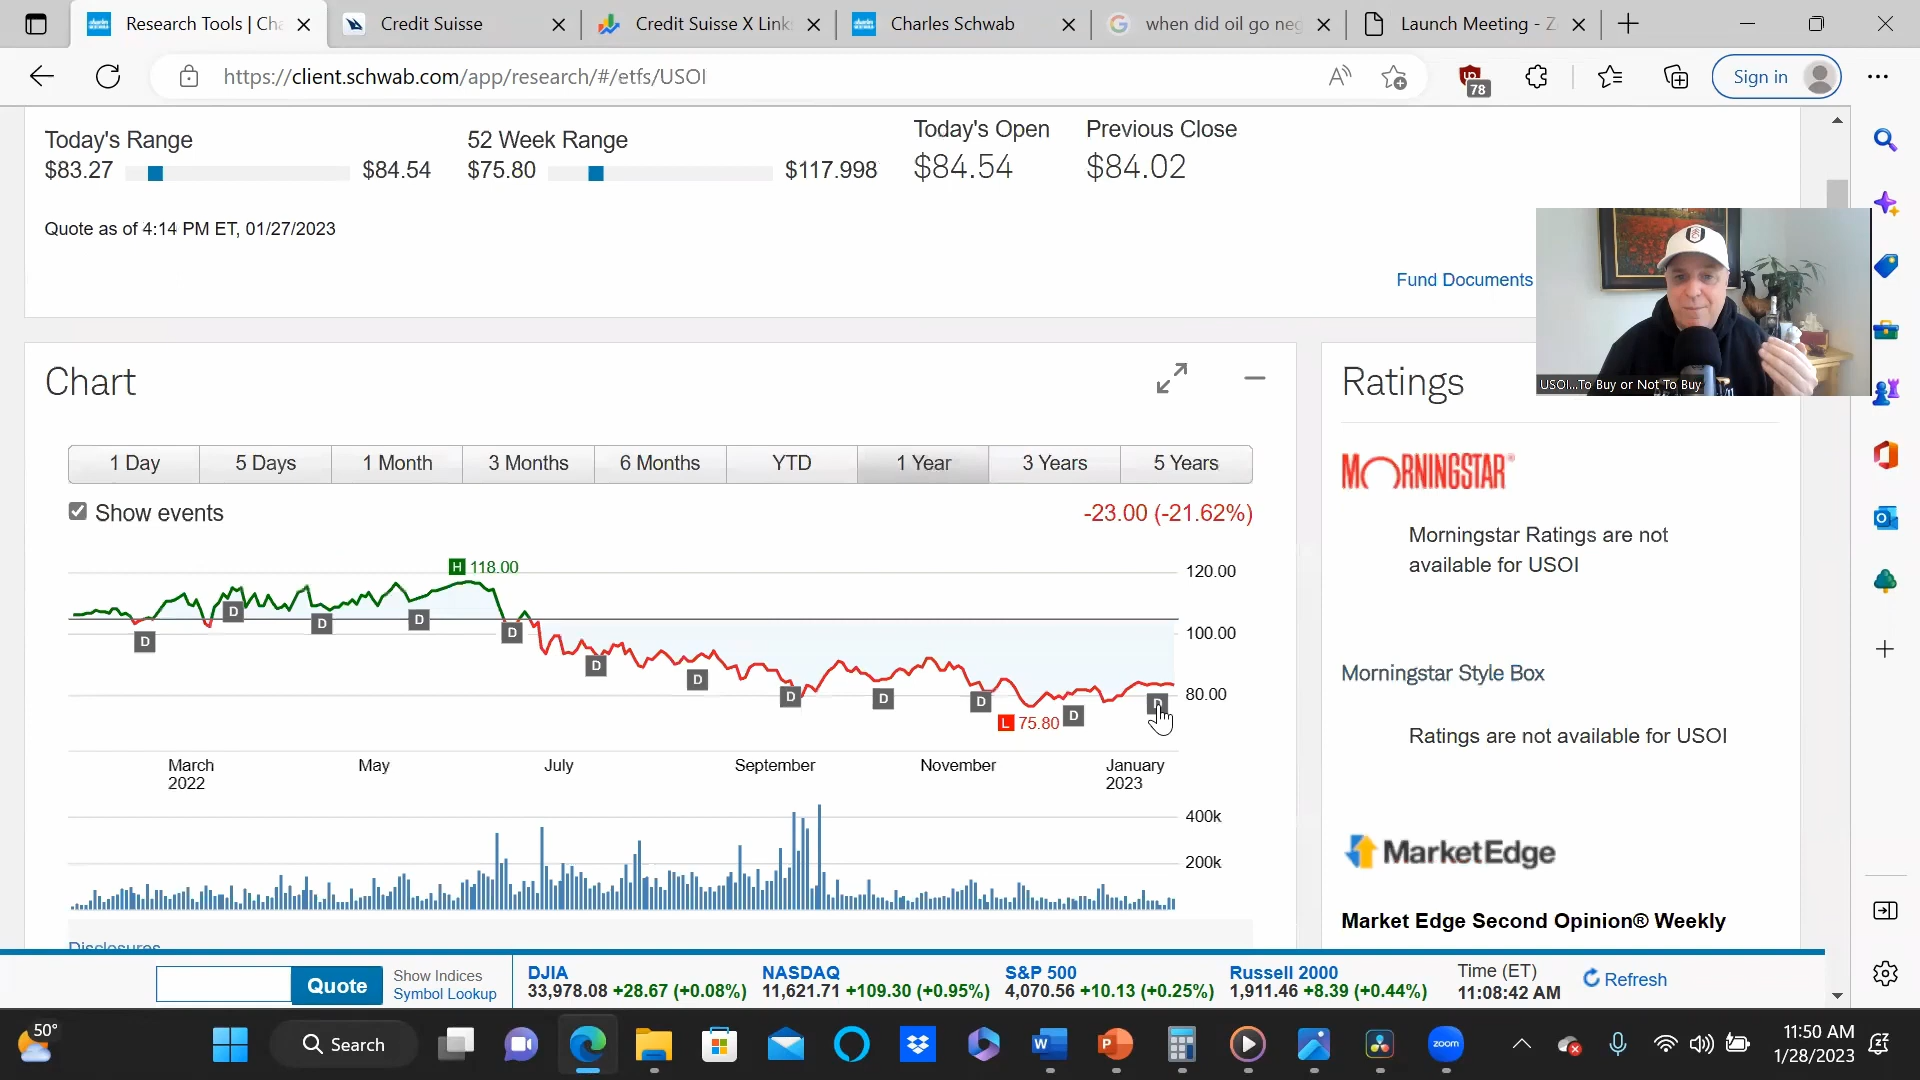 Research Tools | Cha
Credit Suisse
Credit Suisse X Link
Charles Schwab
when did oil go neg
Launch Meeting - Z
https://client.schwab.com/app/research/#/etfs/USOI
78
Sign in
Today's Range
$83.27
$84.54
52 Week Range
$75.80
$117.998
Today's Open
$84.54
Previous Close
$84.02
Quote as of 4:14 PM ET, 01/27/2023
Fund Documents
USOI...To Buy or Not To Buy
Chart
1 Day
5 Days
1 Month
3 Months
6 Months
YTD
1 Year
3 Years
5 Years
Show events
-23.00 (-21.62%)
H 118.00
120.00
100.00
80.00
D
D
D
D
D
D
D
D
D
D
D
D
L 75.80
March
2022
May
July
September
November
January
2023
400k
200k
Disclosures
Ratings
MORNINGSTAR
Morningstar Ratings are not
available for USOI
Morningstar Style Box
Ratings are not available for USOI
MarketEdge
Market Edge Second Opinion® Weekly
Quote
Show Indices
Symbol Lookup
DJIA
33,978.08 +28.67 (+0.08%)
NASDAQ
11,621.71 +109.30 (+0.95%)
S&P 500
4,070.56 +10.13 (+0.25%)
Russell 2000
1,911.46 +8.39 (+0.44%)
Time (ET)
11:08:42 AM
Refresh
50°
Search
W
P
zoom
11:50 AM
1/28/2023